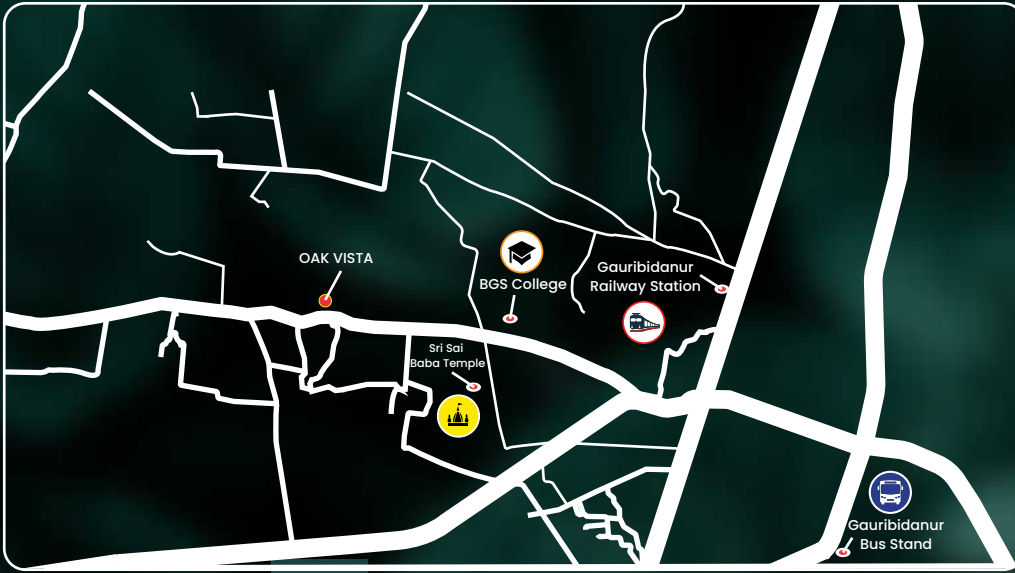 OAK VISTA
BGS College
Gauribidanur
Railway Station
Sri Sai
Baba Temple
Gauribidanur
Bus Stand